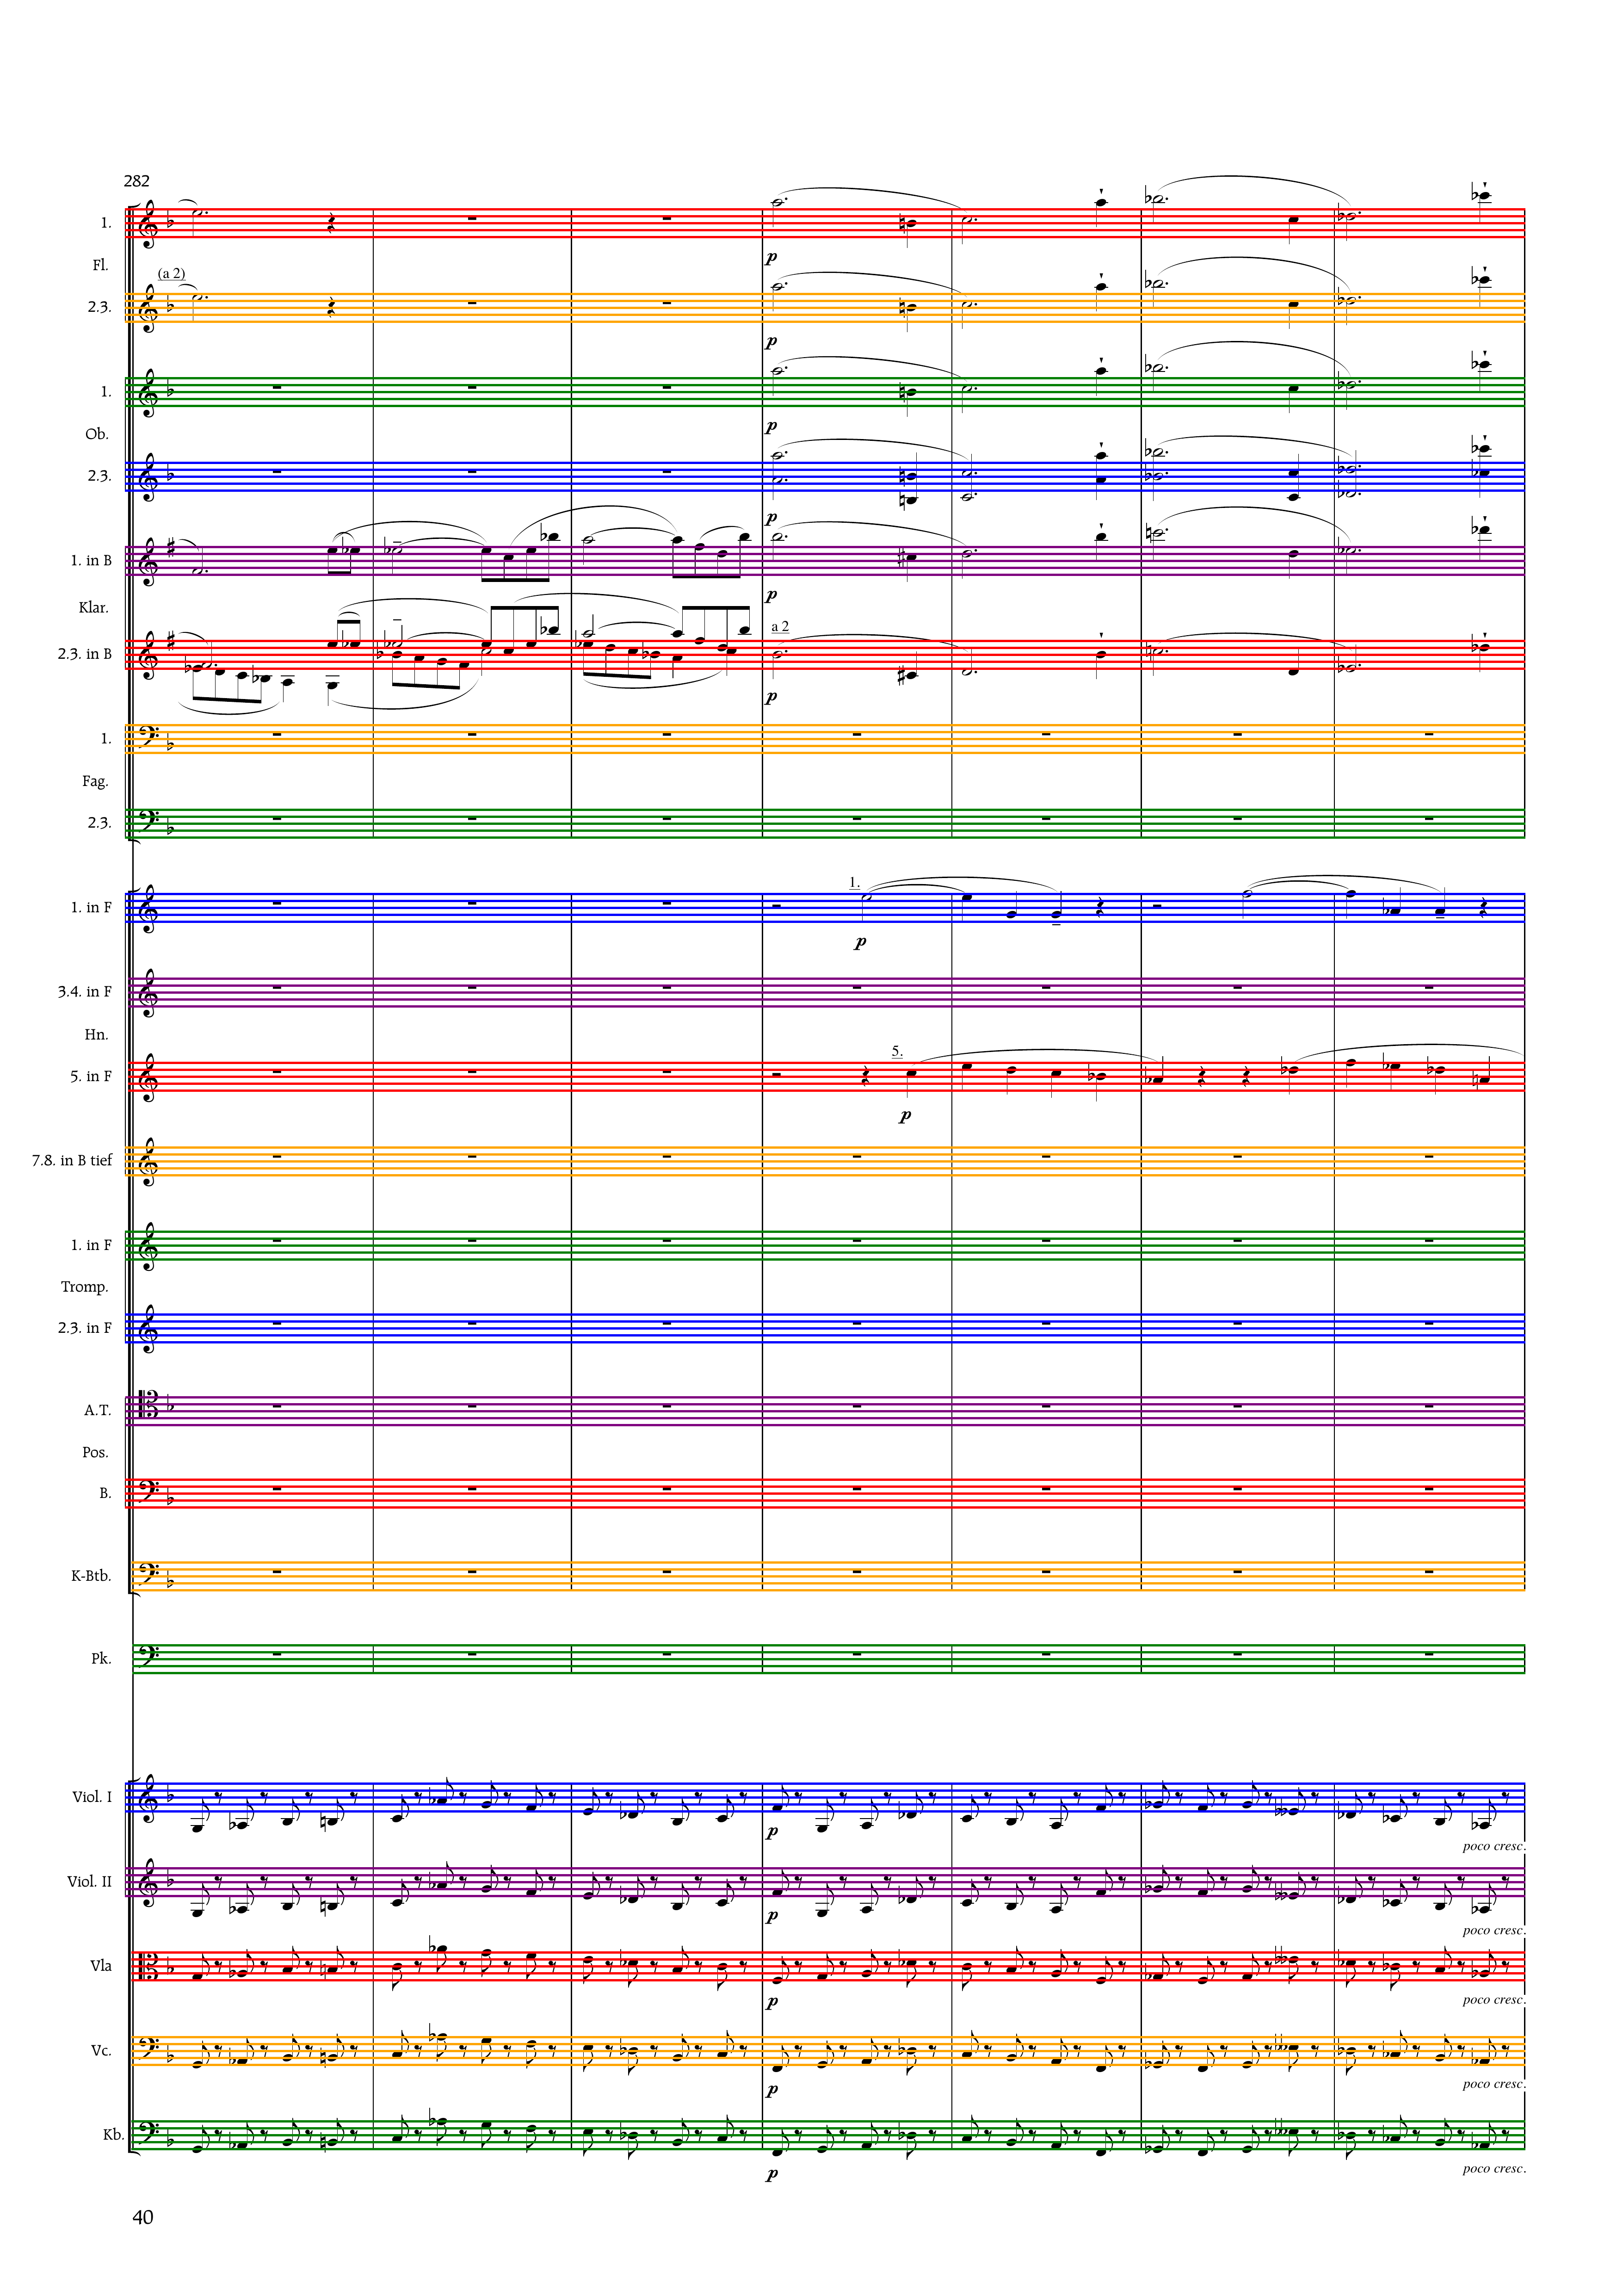 282
1.
Fl.
(a 2)
2.3.
p
p
1.
Ob.
p
2.3.
p
1. in B
p
Klar.
a 2
2.3. in B
p
1.
Fag.
2.3.
1.
1. in F
p
3.4. in F
Hn.
5.
5. in F
p
7.8. in B tief
1. in F
Tromp.
2.3. in F
A.T.
Pos.
B.
K-Btb.
Pk.
Viol. I
p
poco cresc.
Viol. II
p
poco cresc.
Vla
p
poco cresc.
Vc.
p
poco cresc.
Kb.
p
poco cresc.
40